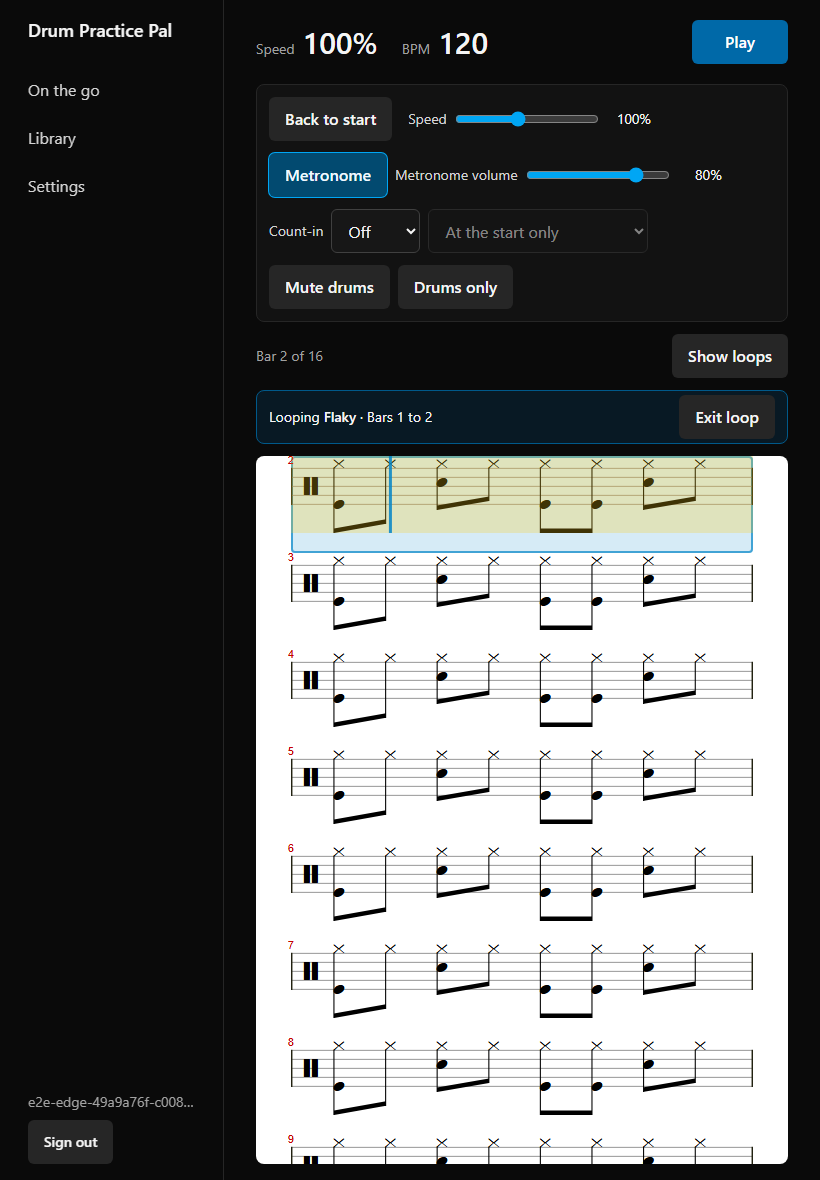 Drum Practice Pal
On the go
Library
Settings
Speed 100% BPM 120
Play
Back to start
Speed
100%
Metronome
Metronome volume
80%
Count-in
Off
At the start only
Mute drums
Drums only
Bar 2 of 16
Show loops
Looping Flaky · Bars 1 to 2
Exit loop
2
3
4
5
6
7
8
9
e2e-edge-49a9a76f-c008...
Sign out